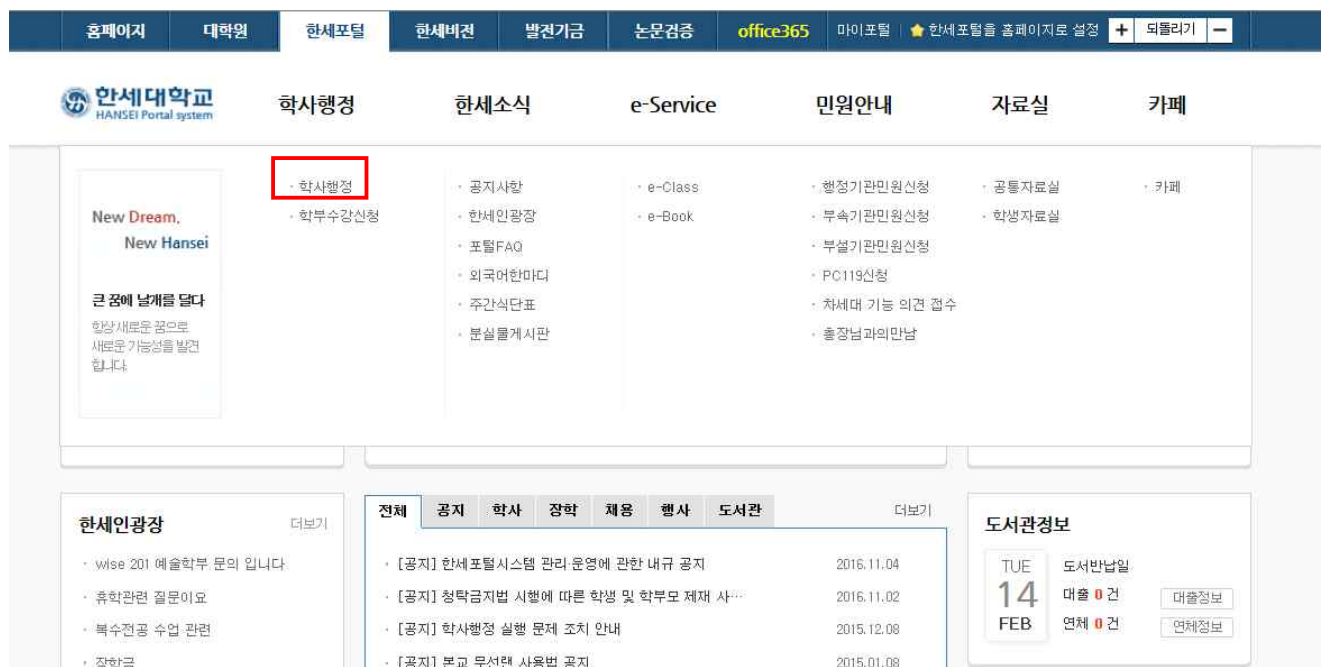 홈페이지 대학원 한세포털 한세비전 발전기금 논문검증 office365 마이포털 한세포털을 홈페이지로 설정 + 되돌리기 −
한세대학교
HANSEI Portal system
학사행정 한세소식 e-Service 민원안내 자료실 카페
New Dream,
New Hansei
큰 꿈에 날개를 달다
항상 새로운 꿈으로
새로운 가능성을 발견
합니다.
· 학사행정
· 학부수강신청
· 공지사항
· 한세인광장
· 포털FAQ
· 외국어한마디
· 주간식단표
· 분실물게시판
· e-Class
· e-Book
· 행정기관민원신청
· 부속기관민원신청
· 부설기관민원신청
· PC119신청
· 차세대 기능 의견 접수
· 총장님과의만남
· 공통자료실
· 학생자료실
· 카페
한세인광장 더보기
· wise 201 예술학부 문의 입니다
· 휴학관련 질문이요
· 복수전공 수업 관련
· 장학금
전체 공지 학사 장학 채용 행사 도서관 더보기
· [공지] 한세포털시스템 관리·운영에 관한 내규 공지 2016.11.04
· [공지] 청탁금지법 시행에 따른 학생 및 학부모 제재 사… 2016.11.02
· [공지] 학사행정 실행 문제 조치 안내 2015.12.08
· [공지] 본교 무선랜 사용법 공지 2015.01.08
도서관정보
TUE
14
FEB
도서반납일
대출 0 건 대출정보
연체 0 건 연체정보